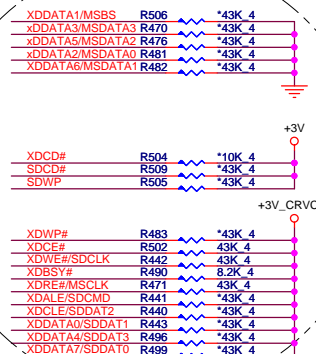 XDDATA1/MSBS R506 *43K_4
xDDATA3/MSDATA3 R470 *43K_4
xDDATA5/MSDATA2 R476 *43K_4
xDDATA2/MSDATA0 R481 *43K_4
XDDATA6/MSDATA1 R482 *43K_4
+3V
XDCD# R504 *10K_4
SDCD# R509 *43K_4
SDWP R505 *43K_4
+3V_CRVC
XDWP# R483 *43K_4
XDCE# R502 43K_4
XDWE#/SDCLK R442 43K_4
XDBSY# R490 8.2K_4
XDRE#/MSCLK R471 43K_4
XDALE/SDCMD R441 *43K_4
XDCLE/SDDAT2 R440 *43K_4
XDDATA0/SDDAT1 R443 *43K_4
XDDATA4/SDDAT3 R496 *43K_4
XDDATA7/SDDAT0 R499 *43K_4